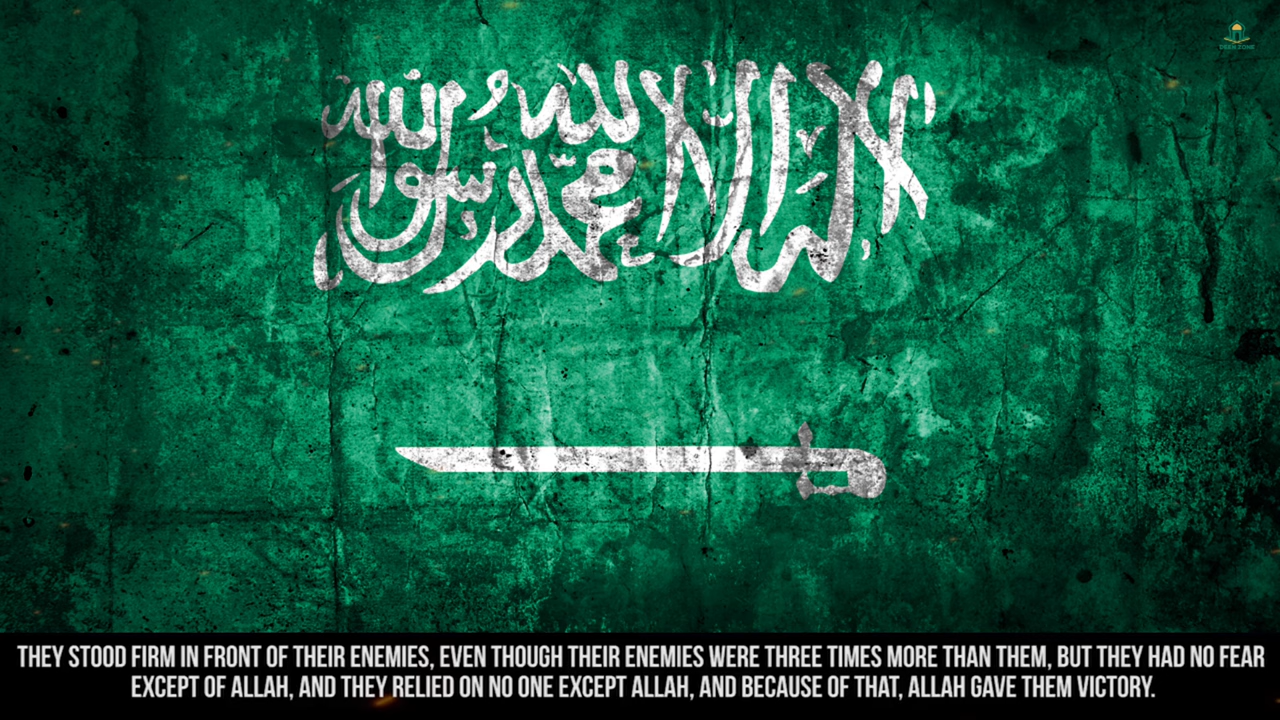 لا إله إلا الله محمد رسول الله
DEEN ZONE
THEY STOOD FIRM IN FRONT OF THEIR ENEMIES, EVEN THOUGH THEIR ENEMIES WERE THREE TIMES MORE THAN THEM, BUT THEY HAD NO FEAR
EXCEPT OF ALLAH, AND THEY RELIED ON NO ONE EXCEPT ALLAH, AND BECAUSE OF THAT, ALLAH GAVE THEM VICTORY.